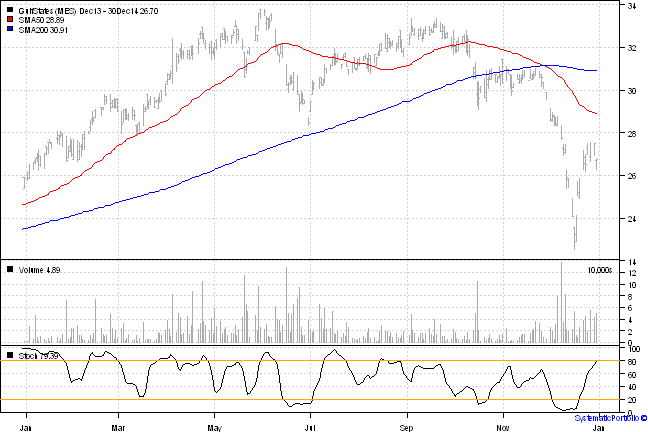 Gulf States (MES) Dec13 - 30Dec14 26.70
SMA50 28.89
SMA200 30.91
34
32
30
28
26
24
Volume 4.89
10,000s
14
12
10
8
6
4
2
0
Stoch 79.39
100
80
60
40
20
0
Jan Mar May Jul Sep Nov Jan
SystematicPortfolio ©